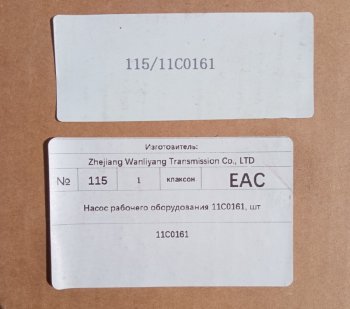 115/11C0161
Изготовитель:
Zhejiang Wanliyang Transmission Co., LTD
№ 115 1 клаксон EAC
Насос рабочего оборудования 11C0161, шт
11C0161